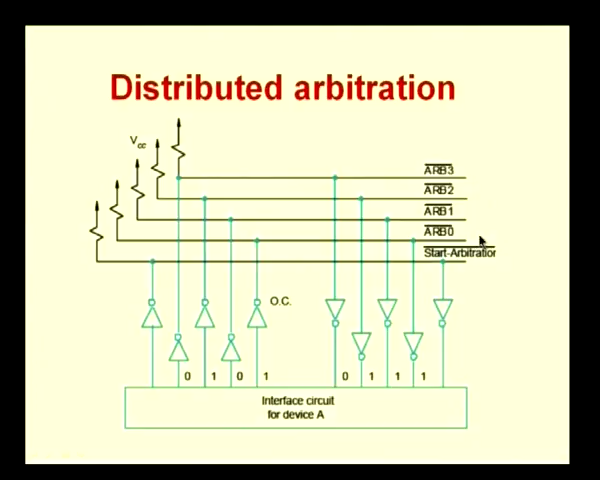 Distributed arbitration
Vcc
ARB3
ARB2
ARB1
ARB0
Start-Arbitration
O.C.
0 1 0 1 0 1 1 1
Interface circuit
for device A